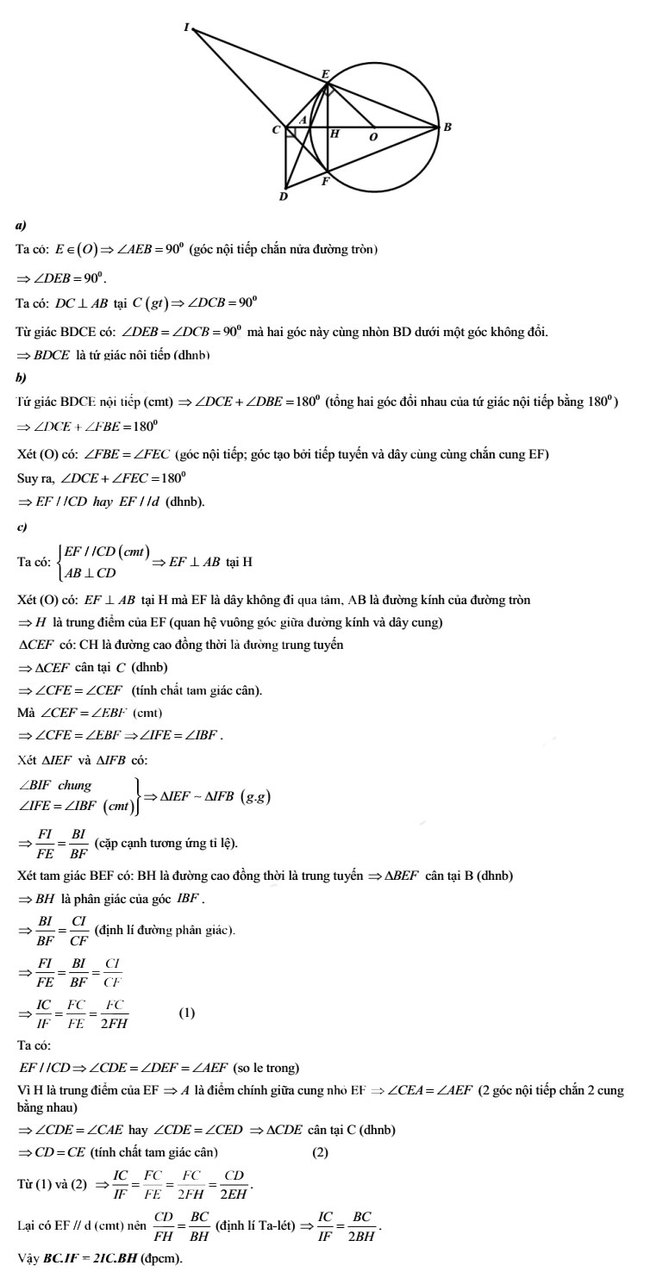 I
E
C
A
H
O
B
F
D
a)
Ta có: E ∈ (O) ⇒ ∠AEB = 90⁰ (góc nội tiếp chắn nửa đường tròn)
⇒ ∠DEB = 90⁰.
Ta có: DC ⊥ AB tại C (gt) ⇒ ∠DCB = 90⁰
Tứ giác BDCE có: ∠DEB = ∠DCB = 90⁰ mà hai góc này cùng nhòn BD dưới một góc không đổi.
⇒ BDCE là tứ giác nôi tiếp (dhnb)
b)
Tứ giác BDCE nội tiếp (cmt) ⇒ ∠DCE + ∠DBE = 180⁰ (tổng hai góc đối nhau của tứ giác nội tiếp bằng 180⁰)
⇒ ∠DCE + ∠FBE = 180⁰
Xét (O) có: ∠FBE = ∠FEC (góc nội tiếp; góc tạo bởi tiếp tuyến và dây cùng cùng chắn cung EF)
Suy ra, ∠DCE + ∠FEC = 180⁰
⇒ EF //CD hay EF //d (dhnb).
c)
Ta có: { EF //CD (cmt) ; AB ⊥ CD ⇒ EF ⊥ AB tại H
Xét (O) có: EF ⊥ AB tại H mà EF là dây không đi qua tâm, AB là đường kính của đường tròn
⇒ H là trung điểm của EF (quan hệ vuông góc giữa đường kính và dây cung)
ΔCEF có: CH là đường cao đồng thời là đường trung tuyến
⇒ ΔCEF cân tại C (dhnb)
⇒ ∠CFE = ∠CEF (tính chất tam giác cân).
Mà ∠CEF = ∠EBF (cmt)
⇒ ∠CFE = ∠EBF ⇒ ∠IFE = ∠IBF .
Xét ΔIEF và ΔIFB có:
∠BIF chung
∠IFE = ∠IBF (cmt) } ⇒ ΔIEF ~ ΔIFB (g.g)
⇒ FI/FE = BI/BF (cặp cạnh tương ứng tỉ lệ).
Xét tam giác BEF có: BH là đường cao đồng thời là trung tuyến ⇒ ΔBEF cân tại B (dhnb)
⇒ BH là phân giác của góc IBF .
⇒ BI/BF = CI/CF (định lí đường phân giác).
⇒ FI/FE = BI/BF = CI/CF
⇒ IC/IF = FC/FE = FC/2FH (1)
Ta có:
EF //CD ⇒ ∠CDE = ∠DEF = ∠AEF (so le trong)
Vì H là trung điểm của EF ⇒ A là điểm chính giữa cung nhỏ EF ⇒ ∠CEA = ∠AEF (2 góc nội tiếp chắn 2 cung
bằng nhau)
⇒ ∠CDE = ∠CAE hay ∠CDE = ∠CED ⇒ ΔCDE cân tại C (dhnb)
⇒ CD = CE (tính chất tam giác cân) (2)
Từ (1) và (2) ⇒ IC/IF = FC/FE = FC/2FH = CD/2EH .
Lại có EF // d (cmt) nên CD/FH = BC/BH (định lí Ta-lét) ⇒ IC/IF = BC/2BH .
Vậy BC.IF = 2IC.BH (đpcm).